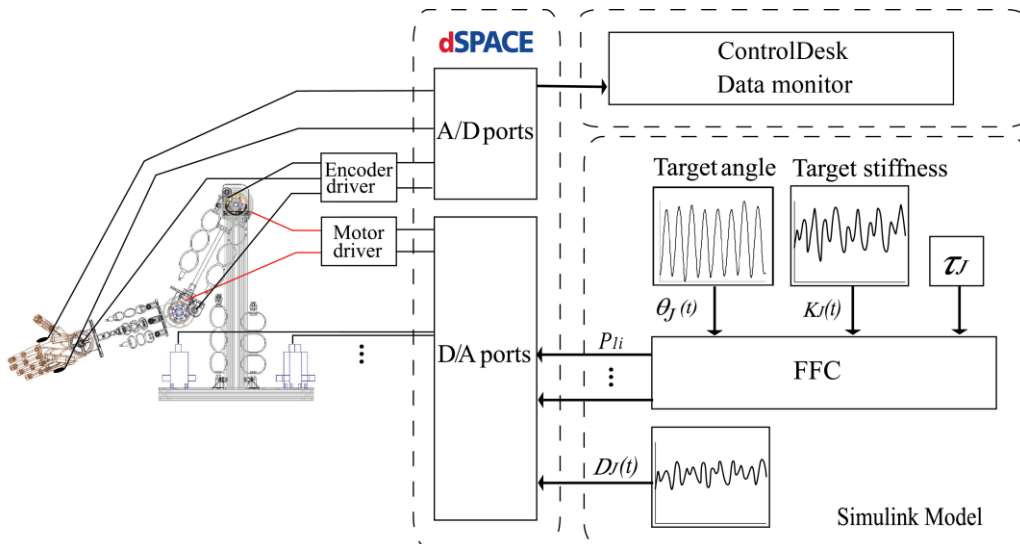 dSPACE
ControlDesk
Data monitor
A/D ports
Encoder
driver
Motor
driver
Target angle
Target stiffness
τJ
θJ(t)
KJ(t)
D/A ports
Pli
FFC
DJ(t)
Simulink Model